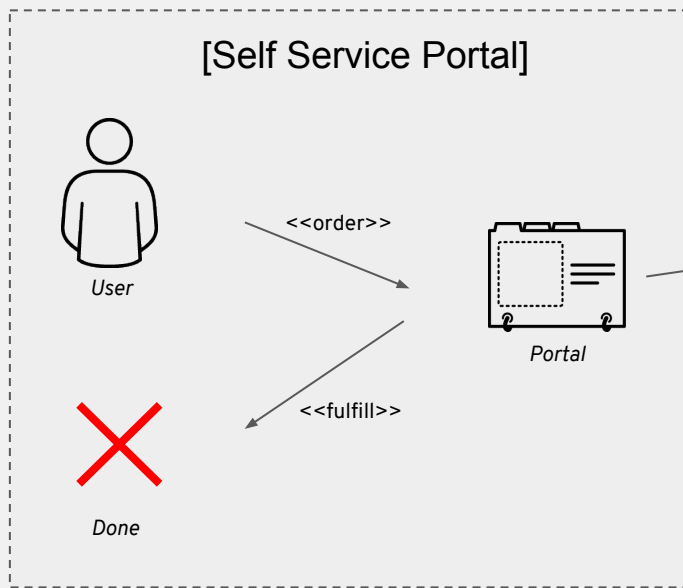 [Self Service Portal]
<<order>>
User
Portal
<<fulfill>>
Done